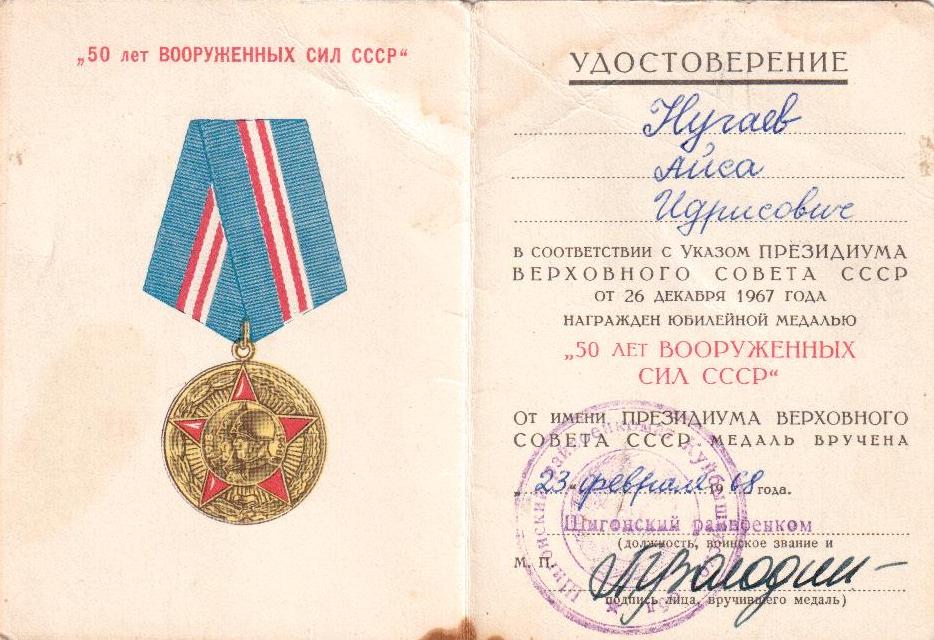 „50 лет ВООРУЖЕННЫХ СИЛ СССР“
УДОСТОВЕРЕНИЕ
Нугаев
Айса
Идрисович
В СООТВЕТСТВИИ С УКАЗОМ ПРЕЗИДИУМА
ВЕРХОВНОГО СОВЕТА СССР
ОТ 26 ДЕКАБРЯ 1967 ГОДА
НАГРАЖДЕН ЮБИЛЕЙНОЙ МЕДАЛЬЮ
„50 ЛЕТ ВООРУЖЕННЫХ
СИЛ СССР“
ОТ ИМЕНИ ПРЕЗИДИУМА ВЕРХОВНОГО
СОВЕТА СССР МЕДАЛЬ ВРУЧЕНА
„23“ февраля 1968 года.
Шигонский райвоенком
(должность, воинское звание и
М. П.
подпись лица, вручившего медаль)